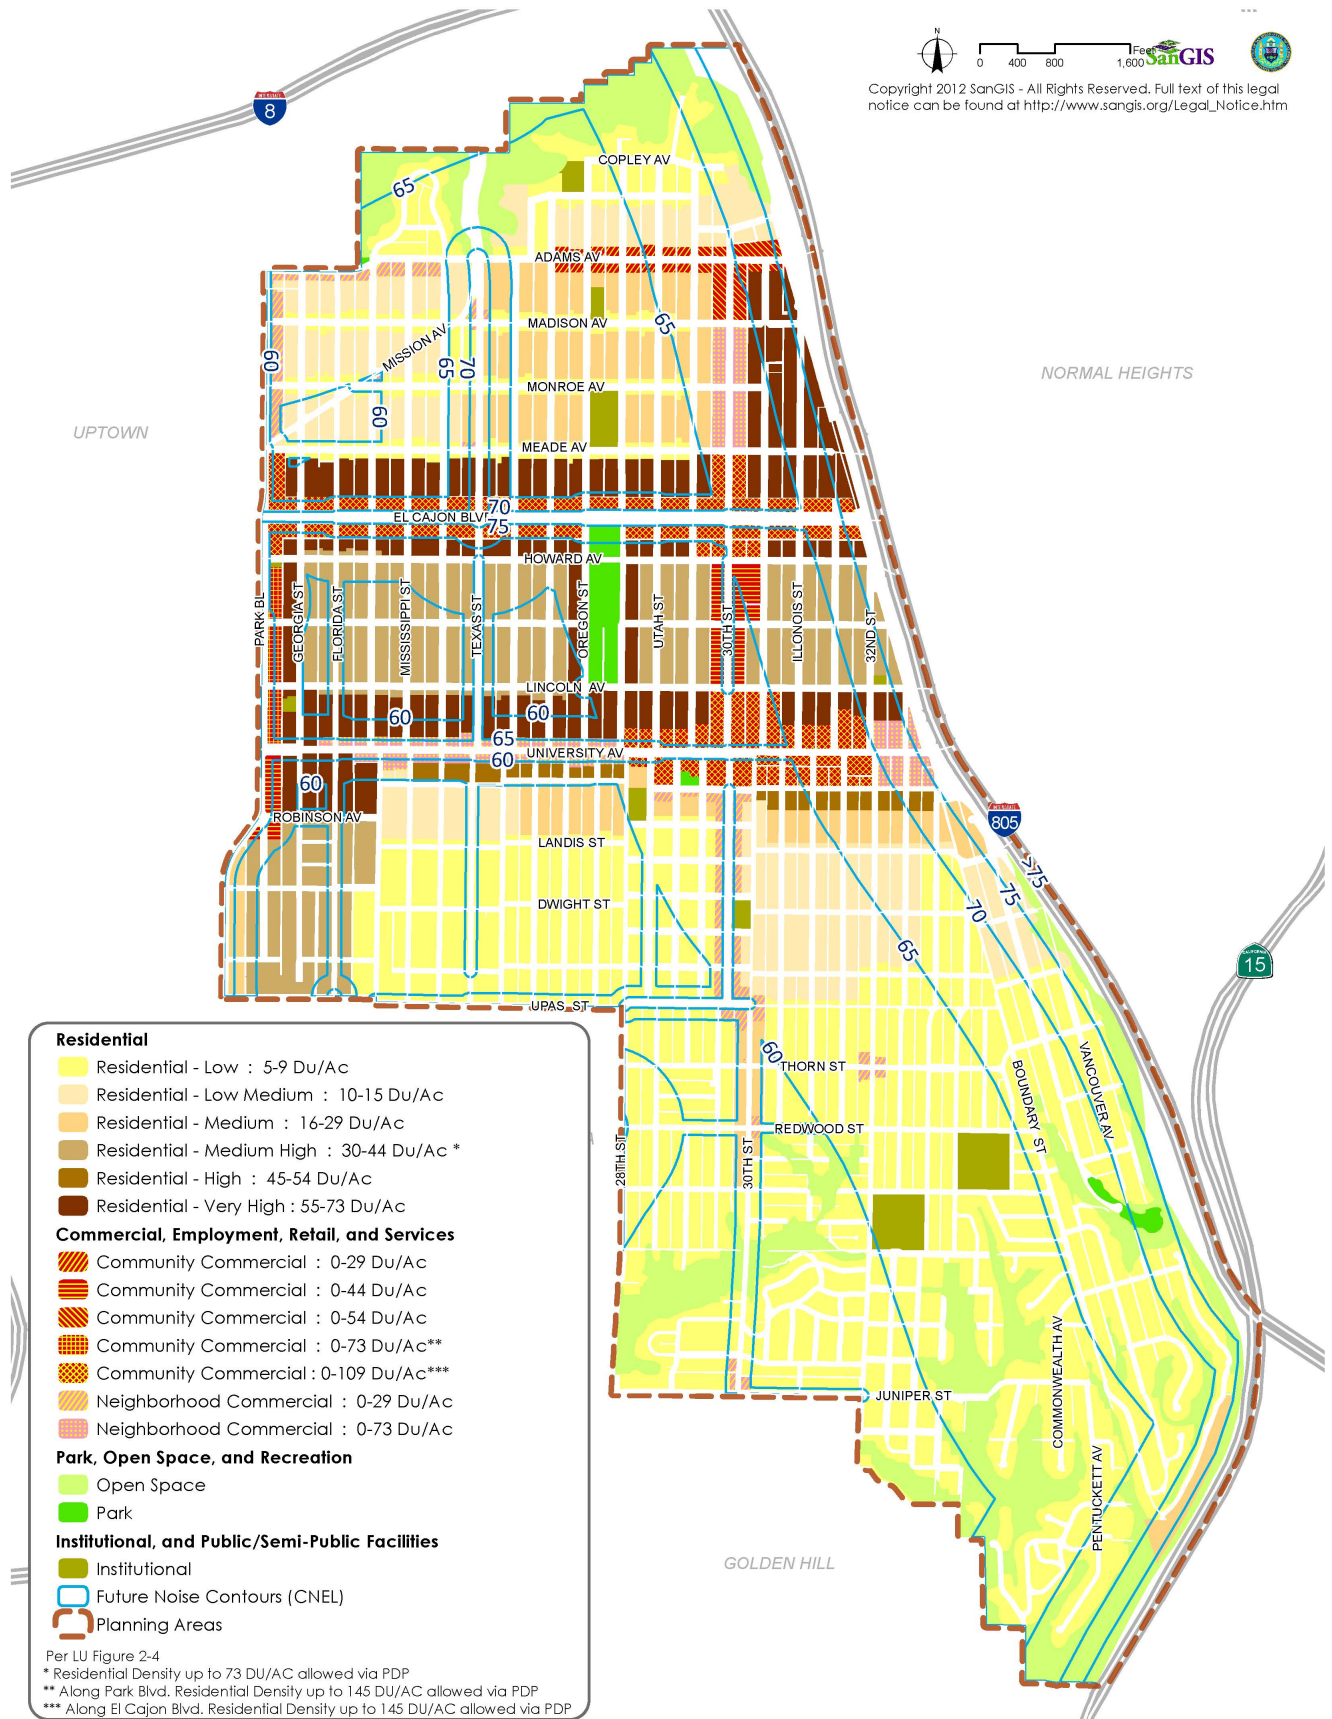 N
0 400 800 1,600
Feet
SanGIS
Copyright 2012 SanGIS - All Rights Reserved. Full text of this legal
notice can be found at http://www.sangis.org/Legal_Notice.htm
INTERSTATE
8
COPLEY AV
65
ADAMS AV
MADISON AV
65
MISSION AV
60
65
70
NORMAL HEIGHTS
MONROE AV
60
UPTOWN
MEADE AV
70
EL CAJON BLV
75
HOWARD AV
PARK BL
GEORGIA ST
FLORIDA ST
MISSISSIPPI ST
TEXAS ST
OREGON ST
UTAH ST
30TH ST
ILLONOIS ST
32ND ST
LINCOLN AV
60
60
65
UNIVERSITY AV
60
60
ROBINSON AV
INTERSTATE
805
LANDIS ST
>75
75
DWIGHT ST
70
65
CALIFORNIA
15
UPAS ST
60
THORN ST
BOUNDARY ST
VANCOUVER AV
REDWOOD ST
28TH ST
30TH ST
COMMONWEALTH AV
JUNIPER ST
PENTUCKETT AV
GOLDEN HILL
Residential
Residential - Low : 5-9 Du/Ac
Residential - Low Medium : 10-15 Du/Ac
Residential - Medium : 16-29 Du/Ac
Residential - Medium High : 30-44 Du/Ac *
Residential - High : 45-54 Du/Ac
Residential - Very High : 55-73 Du/Ac
Commercial, Employment, Retail, and Services
Community Commercial : 0-29 Du/Ac
Community Commercial : 0-44 Du/Ac
Community Commercial : 0-54 Du/Ac
Community Commercial : 0-73 Du/Ac**
Community Commercial : 0-109 Du/Ac***
Neighborhood Commercial : 0-29 Du/Ac
Neighborhood Commercial : 0-73 Du/Ac
Park, Open Space, and Recreation
Open Space
Park
Institutional, and Public/Semi-Public Facilities
Institutional
Future Noise Contours (CNEL)
Planning Areas
Per LU Figure 2-4
* Residential Density up to 73 DU/AC allowed via PDP
** Along Park Blvd. Residential Density up to 145 DU/AC allowed via PDP
*** Along El Cajon Blvd. Residential Density up to 145 DU/AC allowed via PDP